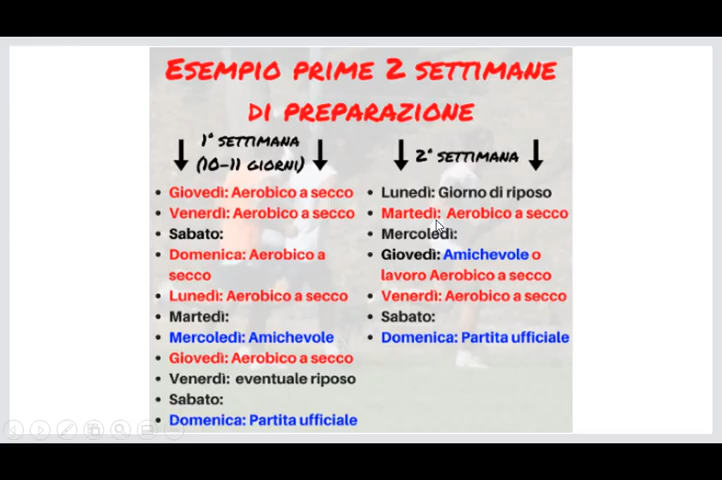 Esempio prime 2 settimane
di preparazione
1ª settimana
(10-11 giorni)
• Giovedì: Aerobico a secco
• Venerdì: Aerobico a secco
• Sabato:
• Domenica: Aerobico a
secco
• Lunedì: Aerobico a secco
• Martedì:
• Mercoledì: Amichevole
• Giovedì: Aerobico a secco
• Venerdì: eventuale riposo
• Sabato:
• Domenica: Partita ufficiale
2ª settimana
• Lunedì: Giorno di riposo
• Martedì: Aerobico a secco
• Mercoledì:
• Giovedì: Amichevole o
lavoro Aerobico a secco
• Venerdì: Aerobico a secco
• Sabato:
• Domenica: Partita ufficiale